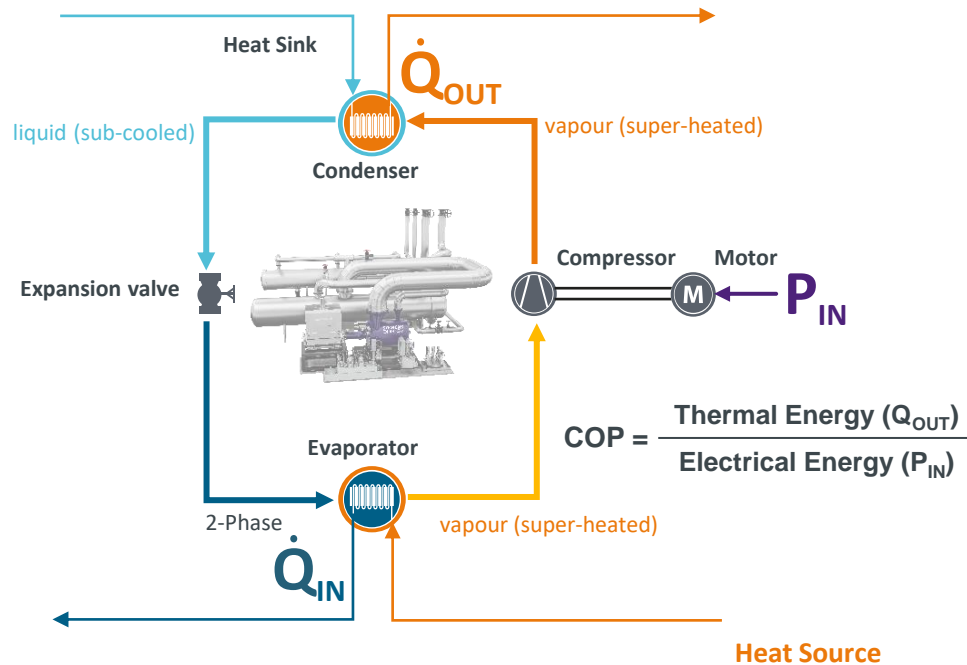 Heat Sink
Q̇OUT
liquid (sub-cooled)
vapour (super-heated)
Condenser
Compressor
Motor
Expansion valve
M
PIN
COP = Thermal Energy (QOUT)
Electrical Energy (PIN)
Evaporator
2-Phase
vapour (super-heated)
Q̇IN
Heat Source